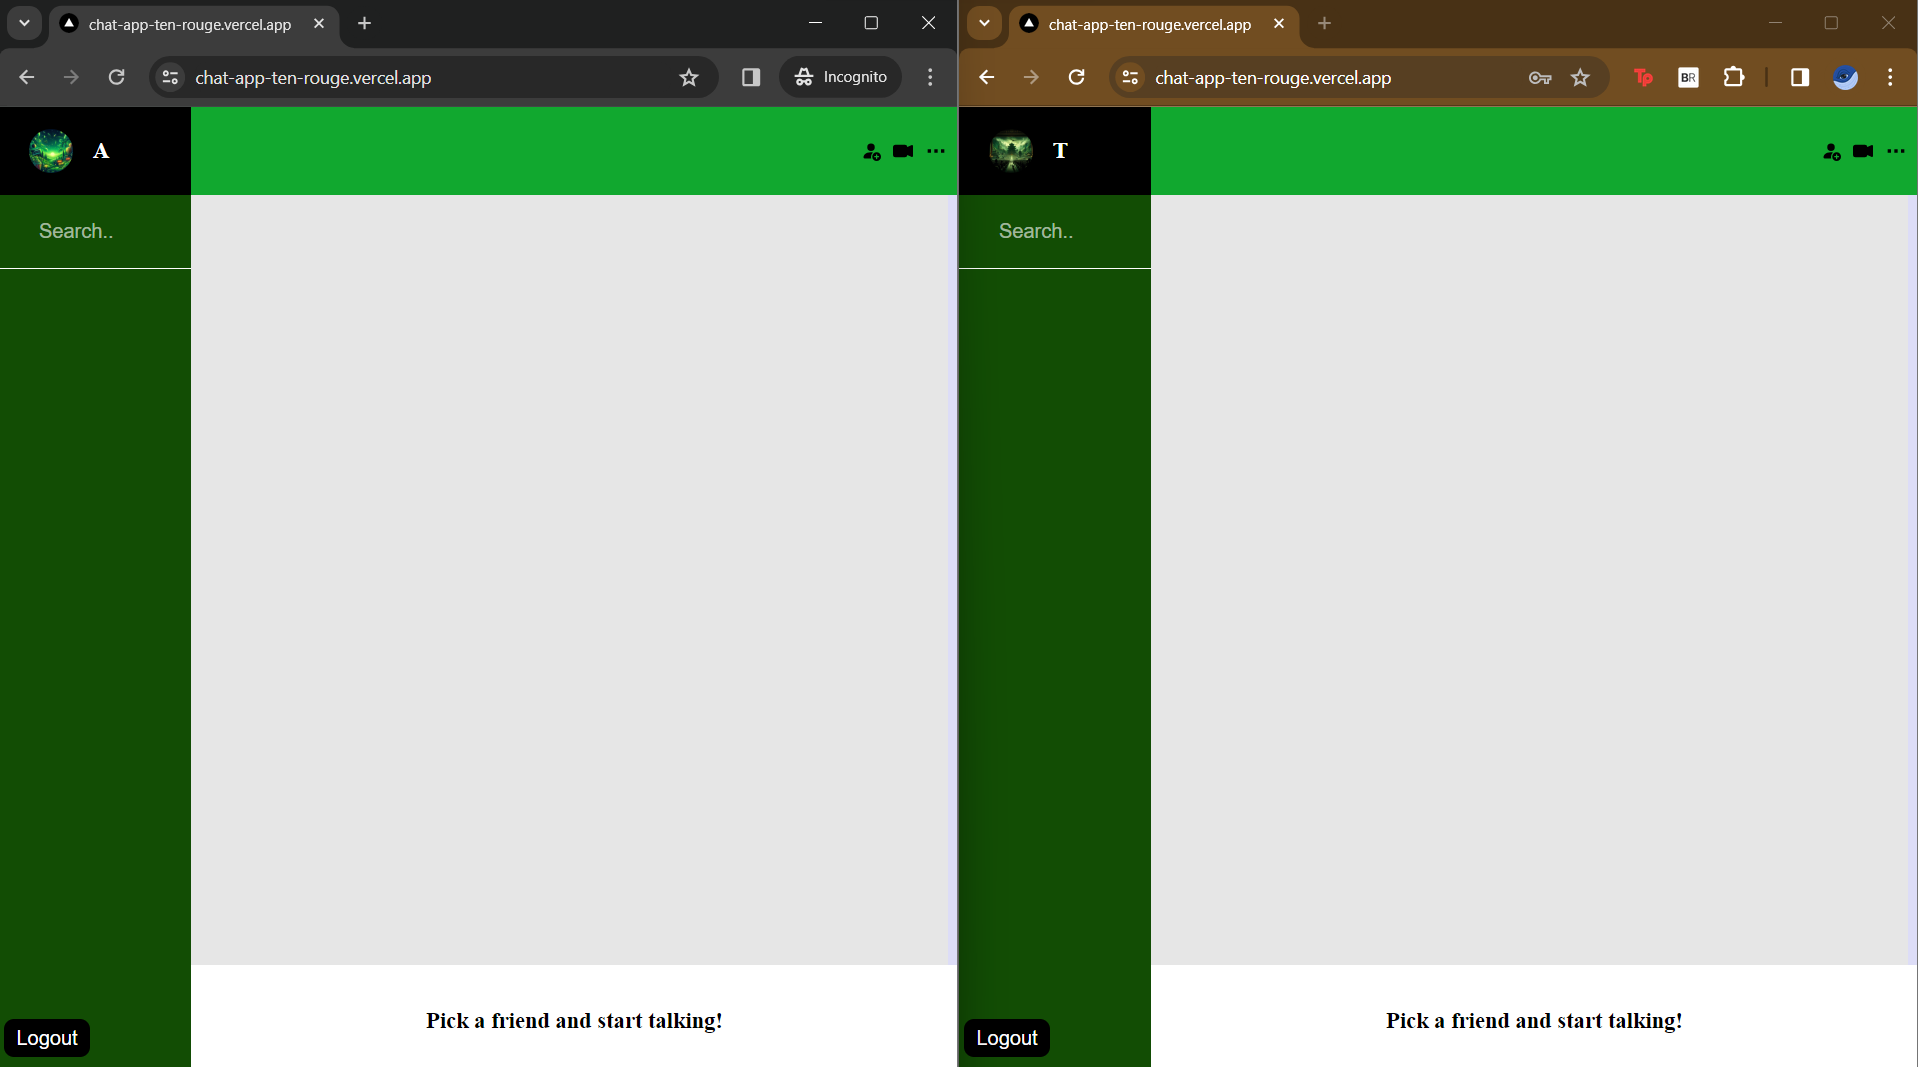 chat-app-ten-rouge.vercel.app
chat-app-ten-rouge.vercel.app
Incognito
A
Search..
Pick a friend and start talking!
Logout
chat-app-ten-rouge.vercel.app
chat-app-ten-rouge.vercel.app
Tp
BR
T
Search..
Pick a friend and start talking!
Logout